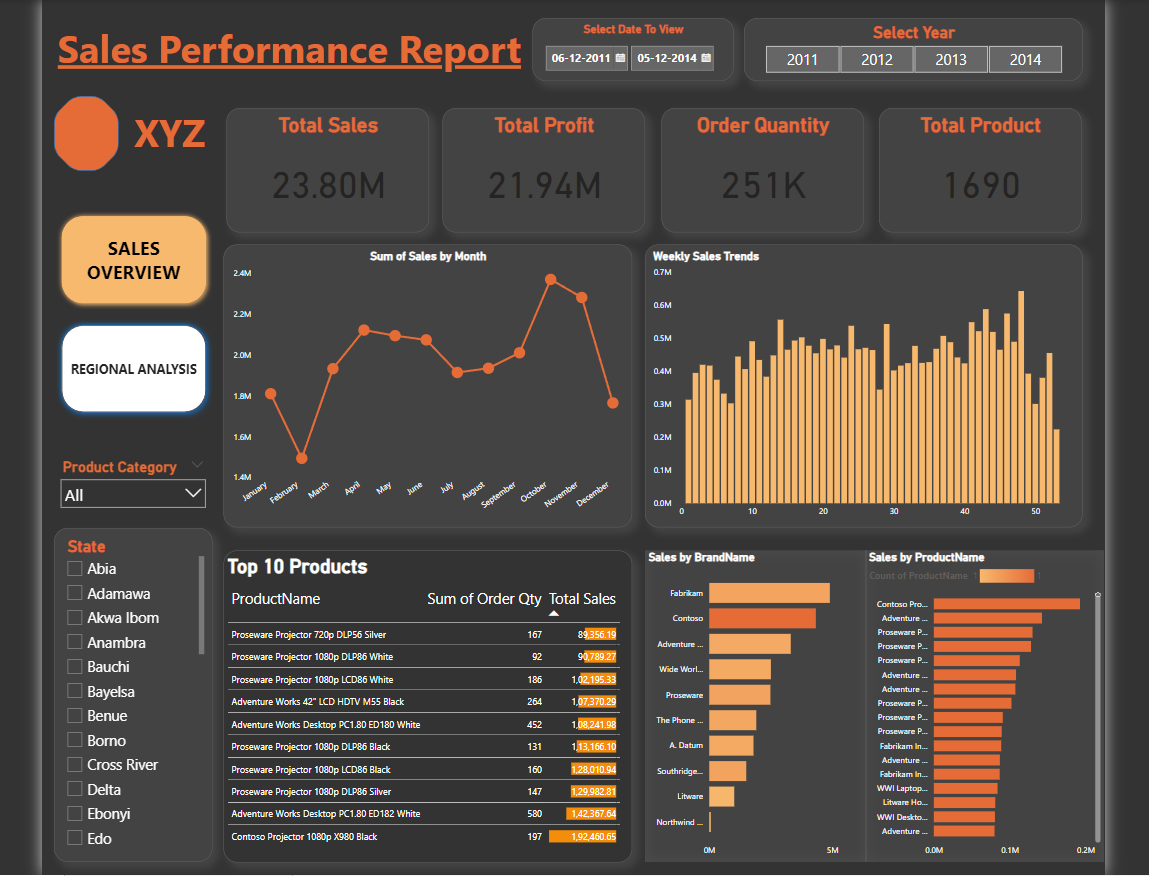 Sales Performance Report
Select Date To View
06-12-2011 05-12-2014
Select Year
2011 2012 2013 2014
XYZ
Total Sales
23.80M
Total Profit
21.94M
Order Quantity
251K
Total Product
1690
SALES
OVERVIEW
REGIONAL ANALYSIS
Product Category
All
State
Abia
Adamawa
Akwa Ibom
Anambra
Bauchi
Bayelsa
Benue
Borno
Cross River
Delta
Ebonyi
Edo
Sum of Sales by Month
2.4M
2.2M
2.0M
1.8M
1.6M
1.4M
January February March April May June July August September October November December
Weekly Sales Trends
0.7M
0.6M
0.5M
0.4M
0.3M
0.2M
0.1M
0.0M
0 10 20 30 40 50
Top 10 Products
ProductName Sum of Order Qty Total Sales
Proseware Projector 720p DLP56 Silver 167 89,356.19
Proseware Projector 1080p DLP86 White 92 90,789.27
Proseware Projector 1080p LCD86 White 186 1,02,195.33
Adventure Works 42" LCD HDTV M55 Black 264 1,07,370.29
Adventure Works Desktop PC1.80 ED180 White 452 1,08,241.98
Proseware Projector 1080p DLP86 Black 131 1,13,166.10
Proseware Projector 1080p LCD86 Black 160 1,28,010.94
Proseware Projector 1080p DLP86 Silver 147 1,29,982.81
Adventure Works Desktop PC1.80 ED182 White 580 1,42,367.64
Contoso Projector 1080p X980 Black 197 1,92,460.65
Sales by BrandName
Fabrikam
Contoso
Adventure ...
Wide Worl...
Proseware
The Phone ...
A. Datum
Southridge...
Litware
Northwind ...
0M 5M
Sales by ProductName
Count of ProductName 1 1
Contoso Pro...
Adventure ...
Proseware P...
Proseware P...
Proseware P...
Adventure ...
Adventure ...
Proseware P...
Proseware P...
Proseware P...
Fabrikam In...
Adventure ...
Fabrikam In...
WWI Laptop...
Litware Ho...
WWI Deskto...
Adventure ...
0.0M 0.1M 0.2M